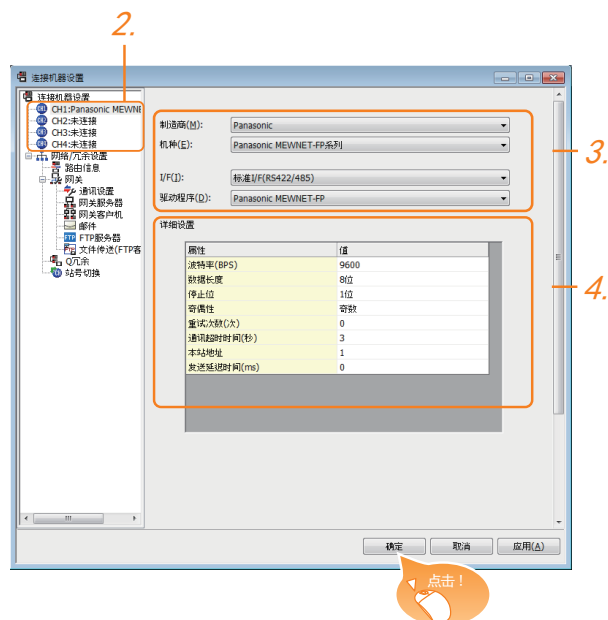 2.
连接机器设置
连接机器设置
CH1:Panasonic MEWNE
CH2:未连接
CH3:未连接
CH4:未连接
网络/冗余设置
路由信息
网关
通讯设置
网关服务器
网关客户机
邮件
FTP FTP服务器
文件传送(FTP客
Q冗余
站号切换
制造商(M): Panasonic
机种(E): Panasonic MEWNET-FP系列
I/F(I): 标准I/F(RS422/485)
驱动程序(D): Panasonic MEWNET-FP
3.
详细设置
属性 值
波特率(BPS) 9600
数据长度 8位
停止位 1位
奇偶性 奇数
重试次数(次) 0
通讯超时时间(秒) 3
本站地址 1
发送延迟时间(ms) 0
4.
确定 取消 应用(A)
点击!